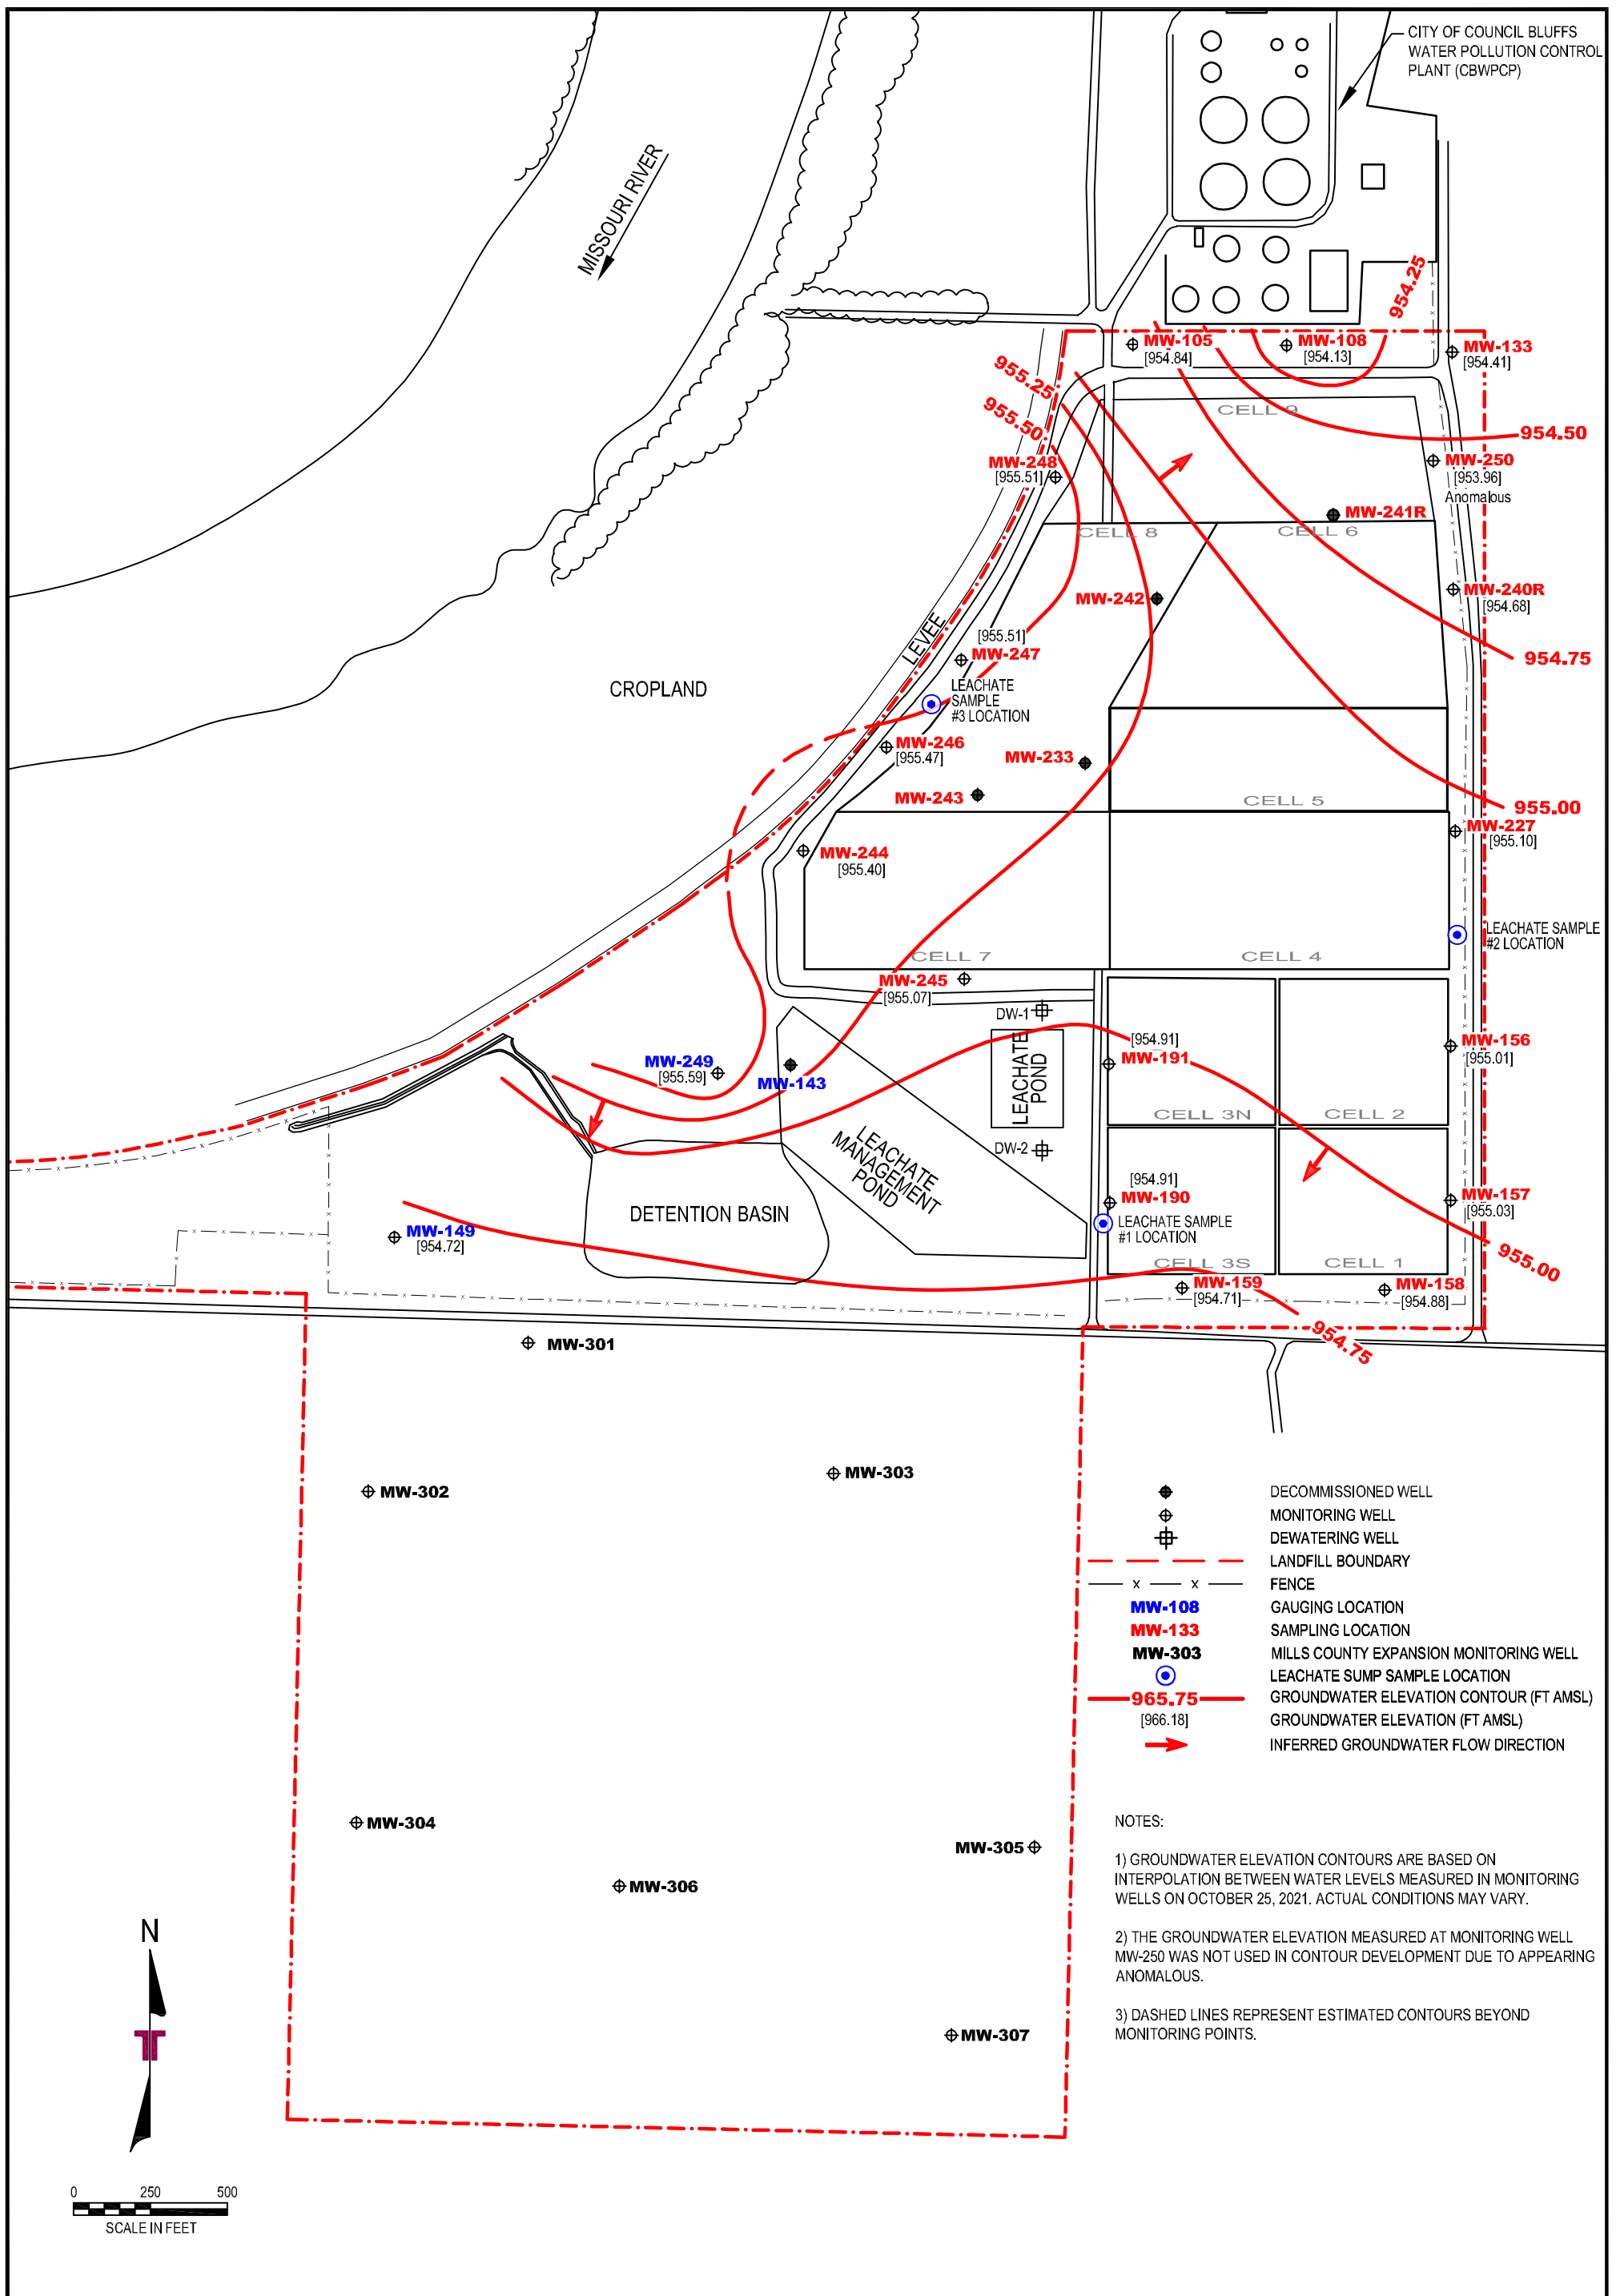 CITY OF COUNCIL BLUFFS
WATER POLLUTION CONTROL
PLANT (CBWPCP)
MISSOURI RIVER
954.25
MW-105
[954.84]
MW-108
[954.13]
MW-133
[954.41]
955.25
955.50
CELL 9
954.50
MW-248
[955.51]
MW-250
[953.96]
Anomalous
MW-241R
CELL 8
CELL 6
MW-242
MW-240R
[954.68]
LEVEE
[955.51]
MW-247
954.75
CROPLAND
LEACHATE
SAMPLE
#3 LOCATION
MW-246
[955.47]
MW-233
MW-243
CELL 5
955.00
MW-227
[955.10]
MW-244
[955.40]
LEACHATE SAMPLE
#2 LOCATION
CELL 7
CELL 4
MW-245
[955.07]
DW-1
LEACHATE
POND
[954.91]
MW-191
MW-156
[955.01]
MW-249
[955.59]
MW-143
CELL 3N
CELL 2
LEACHATE
MANAGEMENT
POND
DW-2
[954.91]
MW-190
MW-157
[955.03]
DETENTION BASIN
LEACHATE SAMPLE
#1 LOCATION
MW-149
[954.72]
CELL 3S
CELL 1
955.00
MW-159
[954.71]
MW-158
[954.88]
954.75
MW-301
MW-302
MW-303
DECOMMISSIONED WELL
MONITORING WELL
DEWATERING WELL
LANDFILL BOUNDARY
x x FENCE
MW-108 GAUGING LOCATION
MW-133 SAMPLING LOCATION
MW-303 MILLS COUNTY EXPANSION MONITORING WELL
LEACHATE SUMP SAMPLE LOCATION
965.75 GROUNDWATER ELEVATION CONTOUR (FT AMSL)
[966.18] GROUNDWATER ELEVATION (FT AMSL)
INFERRED GROUNDWATER FLOW DIRECTION
MW-304
MW-305
MW-306
MW-307
NOTES:
1) GROUNDWATER ELEVATION CONTOURS ARE BASED ON
INTERPOLATION BETWEEN WATER LEVELS MEASURED IN MONITORING
WELLS ON OCTOBER 25, 2021. ACTUAL CONDITIONS MAY VARY.
2) THE GROUNDWATER ELEVATION MEASURED AT MONITORING WELL
MW-250 WAS NOT USED IN CONTOUR DEVELOPMENT DUE TO APPEARING
ANOMALOUS.
3) DASHED LINES REPRESENT ESTIMATED CONTOURS BEYOND
MONITORING POINTS.
N
0 250 500
SCALE IN FEET